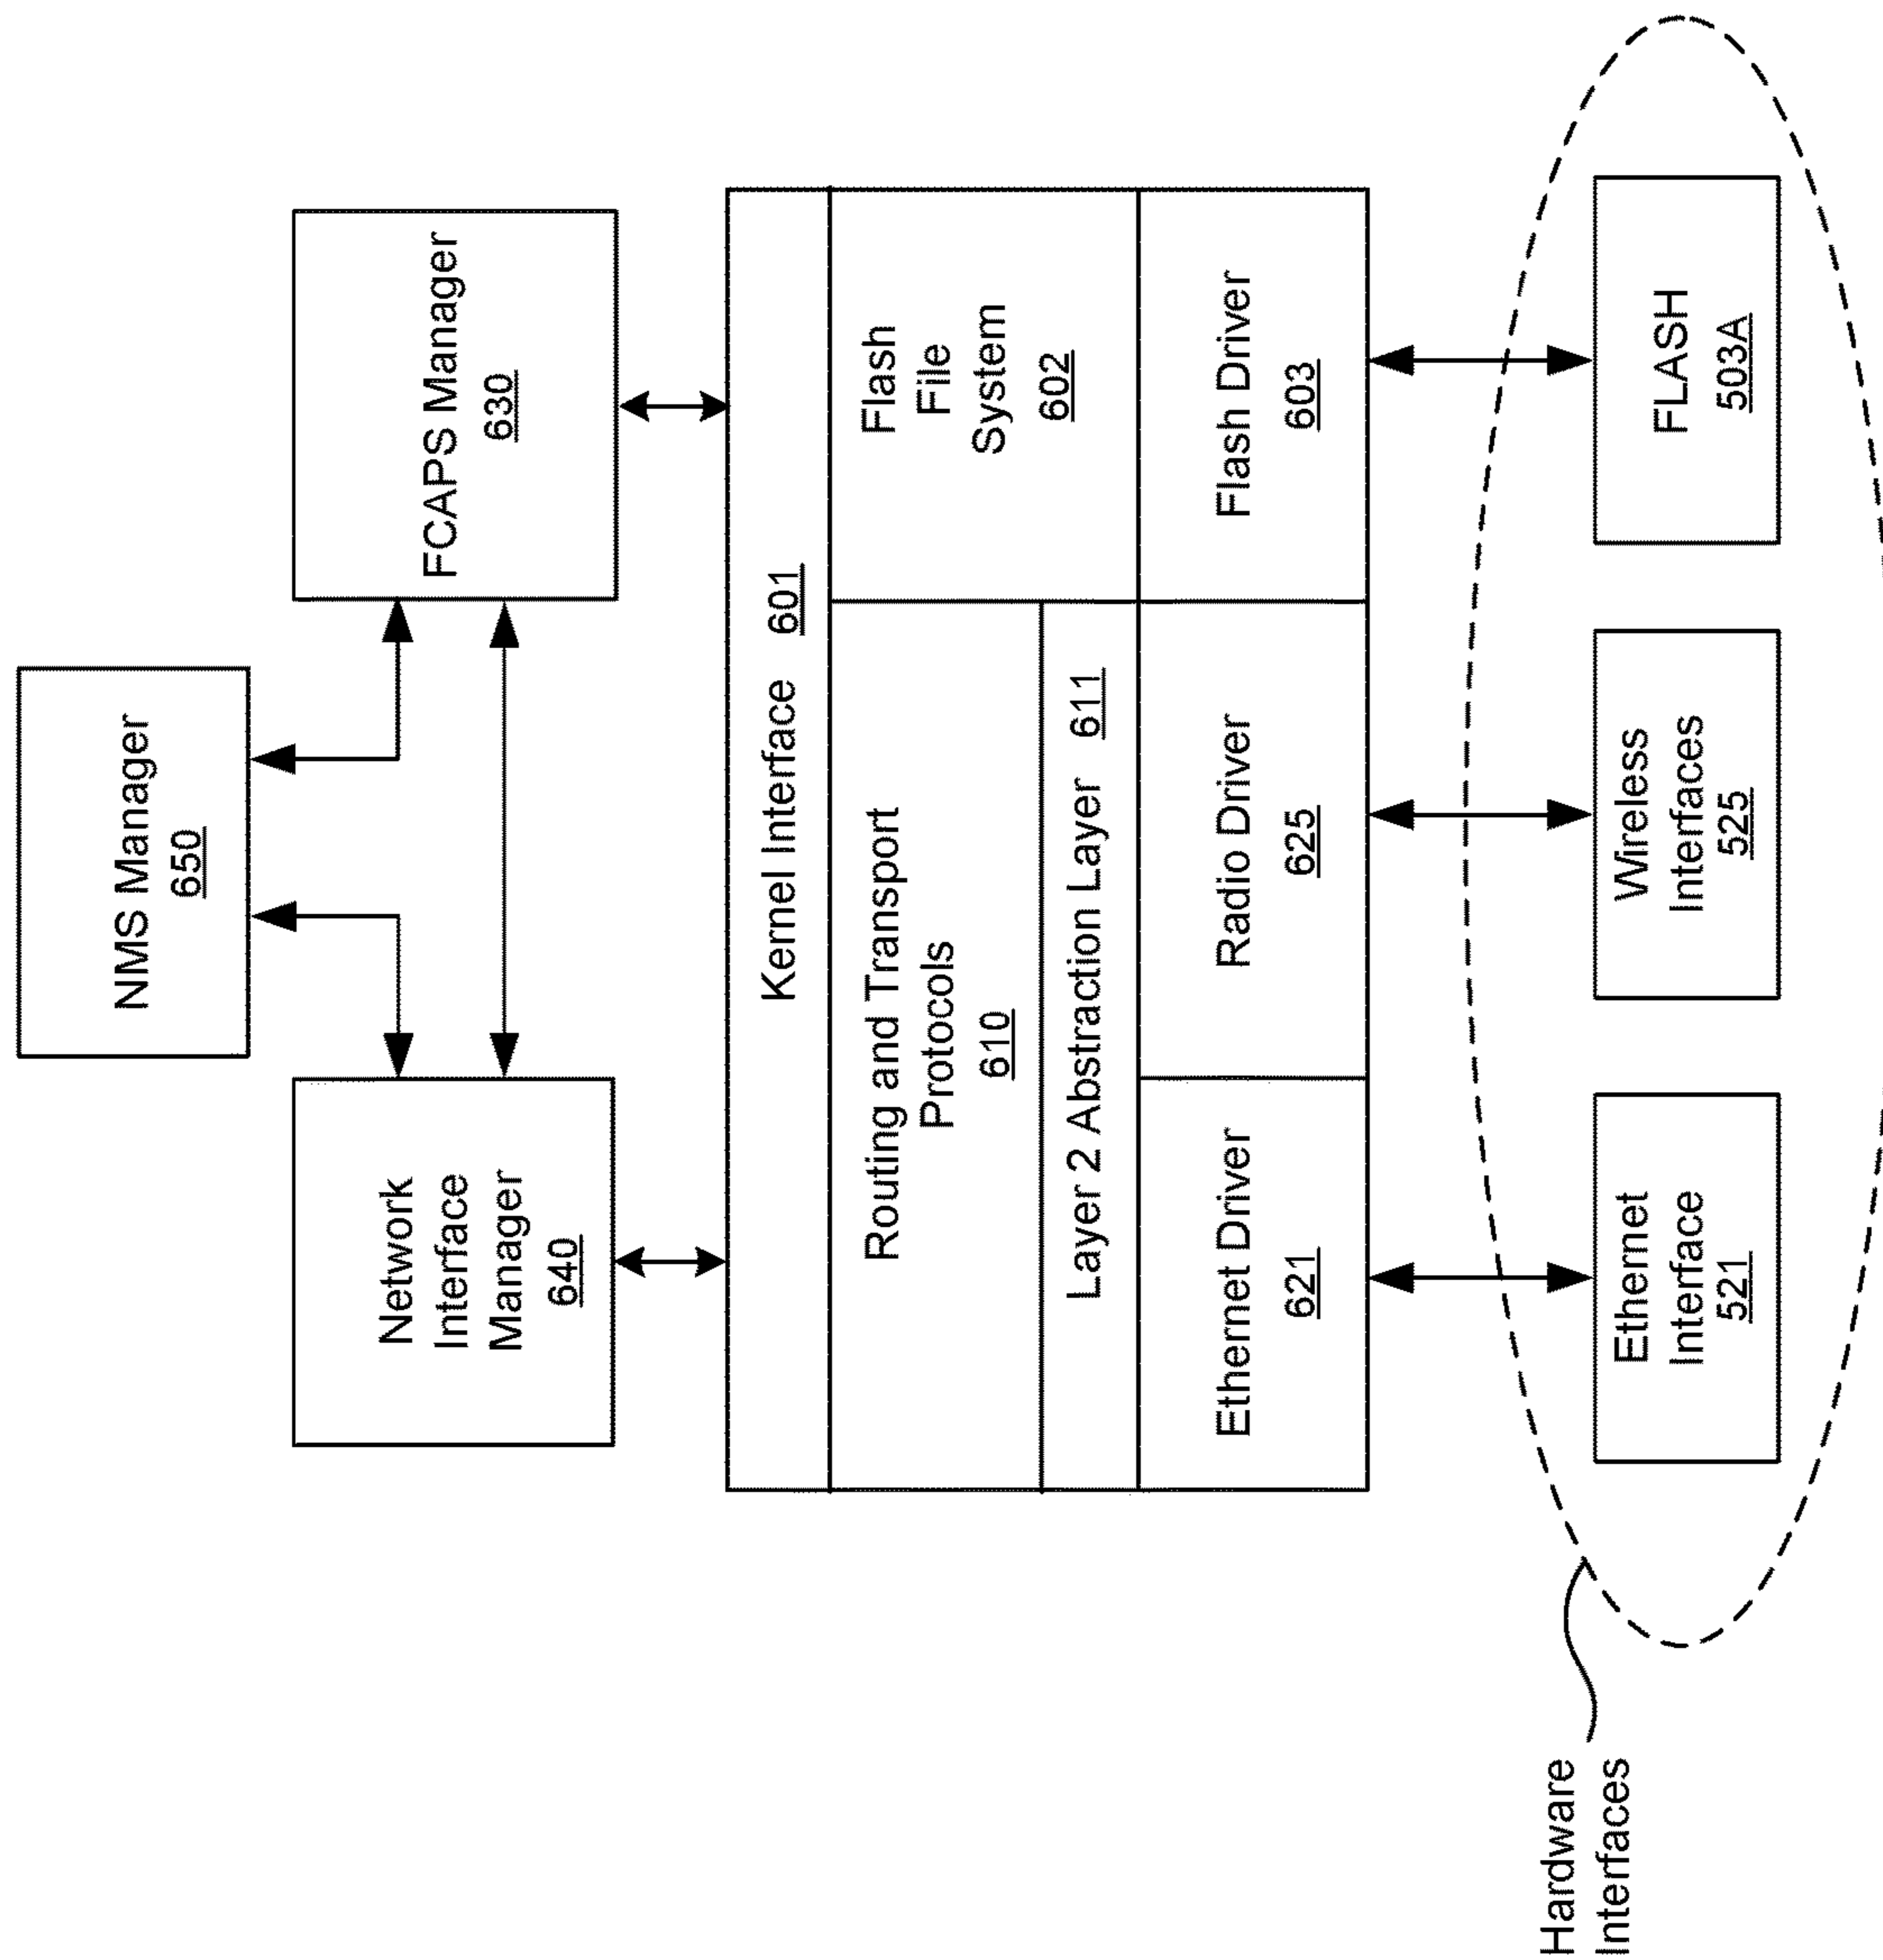 NMS Manager
650
Network
Interface
Manager
640
FCAPS Manager
630
Kernel Interface 601
Routing and Transport
Protocols
610
Flash
File
System
602
Layer 2 Abstraction Layer 611
Ethernet Driver
621
Radio Driver
625
Flash Driver
603
Ethernet
Interface
521
Wireless
Interfaces
525
FLASH
503A
Hardware
Interfaces